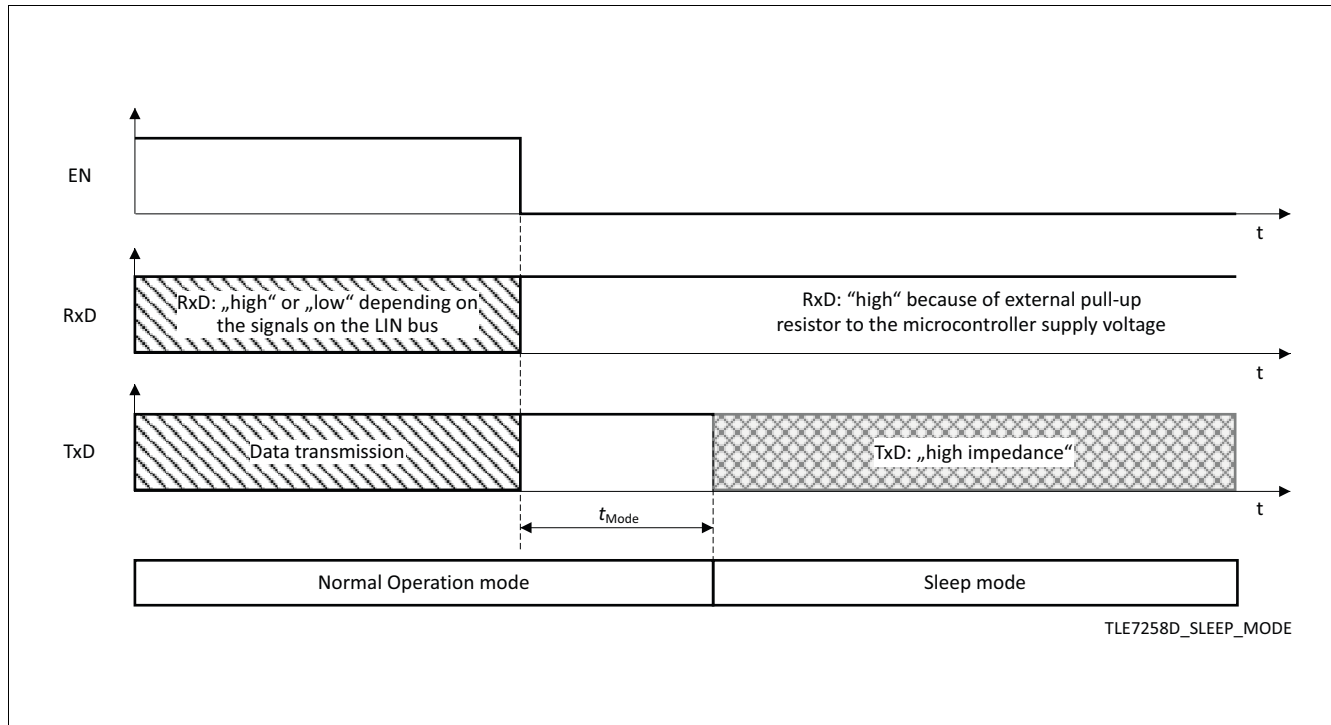 EN
t
RxD: „high“ or „low“ depending on
the signals on the LIN bus
RxD: “high“ because of external pull-up
resistor to the microcontroller supply voltage
RxD
t
Data transmission
TxD: „high impedance“
TxD
t
tMode
Normal Operation mode
Sleep mode
TLE7258D_SLEEP_MODE